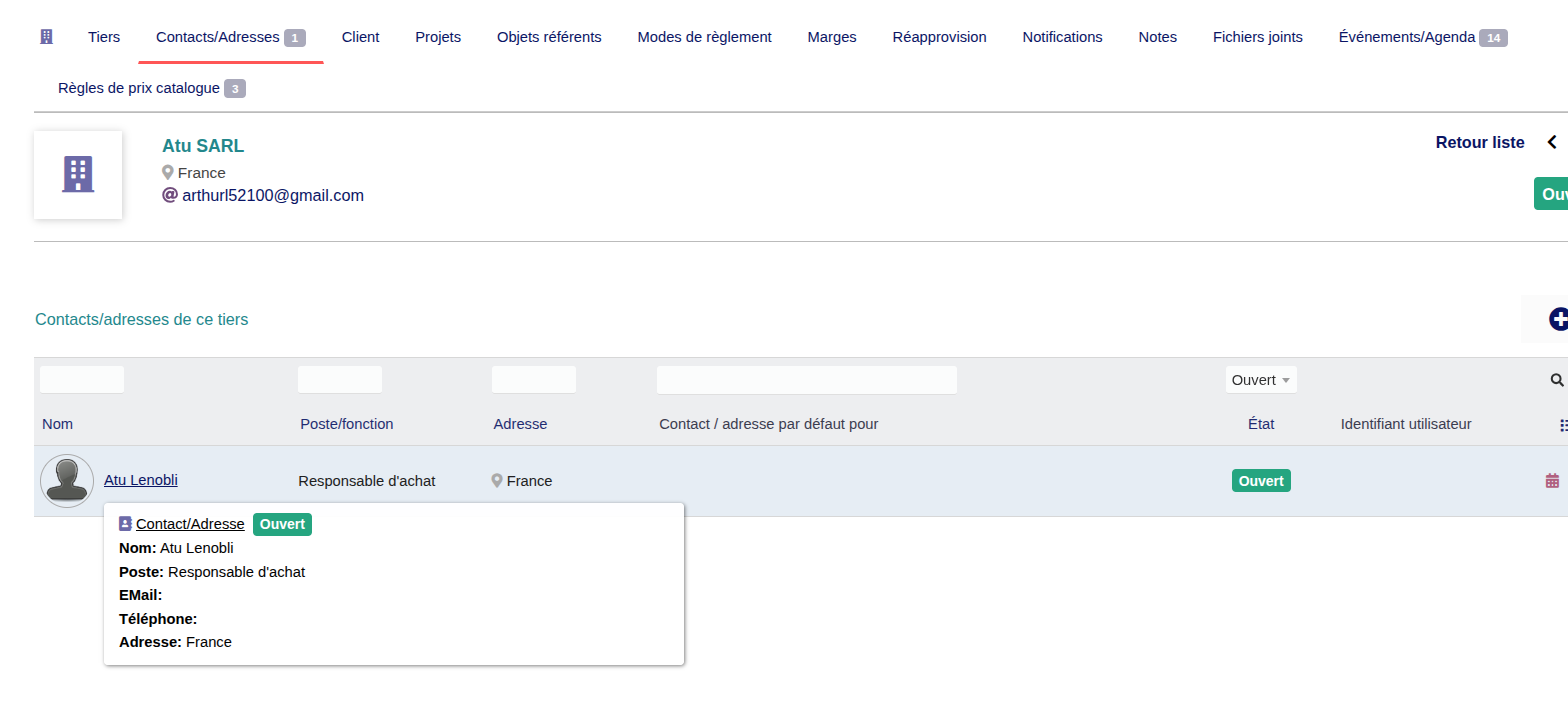 Tiers Contacts/Adresses 1 Client Projets Objets référents Modes de règlement Marges Réapprovision Notifications Notes Fichiers joints Événements/Agenda 14
Règles de prix catalogue 3
Atu SARL
Retour liste
France
arthurl52100@gmail.com
Ouv
Contacts/adresses de ce tiers
Ouvert
Nom Poste/fonction Adresse Contact / adresse par défaut pour État Identifiant utilisateur
Atu Lenobli Responsable d'achat France Ouvert
Contact/Adresse Ouvert
Nom: Atu Lenobli
Poste: Responsable d'achat
EMail:
Téléphone:
Adresse: France